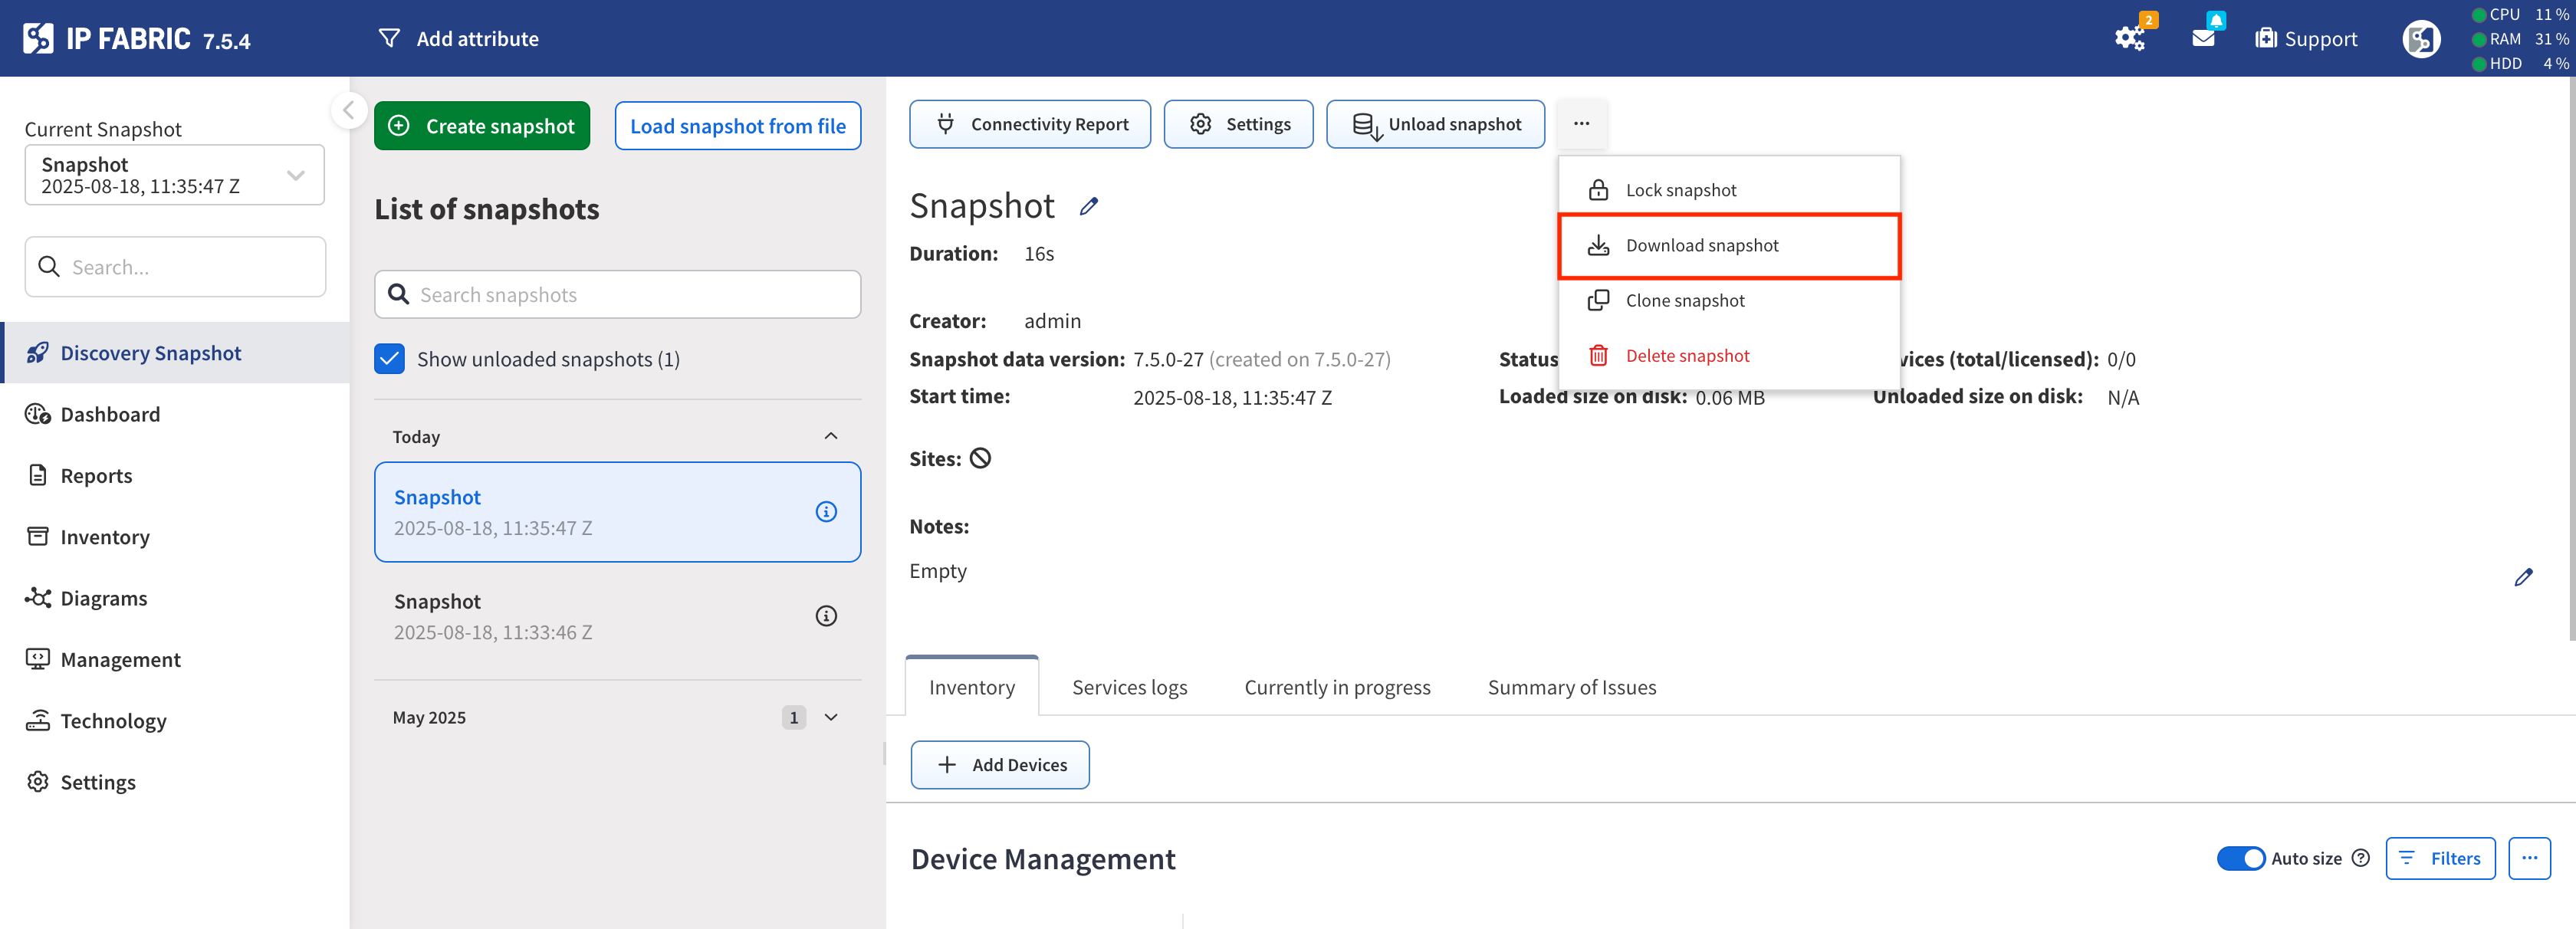 IP FABRIC 7.5.4
Add attribute
2
Support
CPU 11 %
RAM 31 %
HDD 4 %
Current Snapshot
Snapshot
2025-08-18, 11:35:47 Z
Search...
Discovery Snapshot
Dashboard
Reports
Inventory
Diagrams
Management
Technology
Settings
Create snapshot
Load snapshot from file
List of snapshots
Search snapshots
Show unloaded snapshots (1)
Today
Snapshot
2025-08-18, 11:35:47 Z
Snapshot
2025-08-18, 11:33:46 Z
May 2025 1
Connectivity Report
Settings
Unload snapshot
...
Lock snapshot
Download snapshot
Clone snapshot
Delete snapshot
Snapshot
Duration: 16s
Creator: admin
Snapshot data version: 7.5.0-27 (created on 7.5.0-27)
Status
vices (total/licensed): 0/0
Start time: 2025-08-18, 11:35:47 Z
Loaded size on disk: 0.06 MB
Unloaded size on disk: N/A
Sites:
Notes:
Empty
Inventory
Services logs
Currently in progress
Summary of Issues
Add Devices
Device Management
Auto size
Filters
...